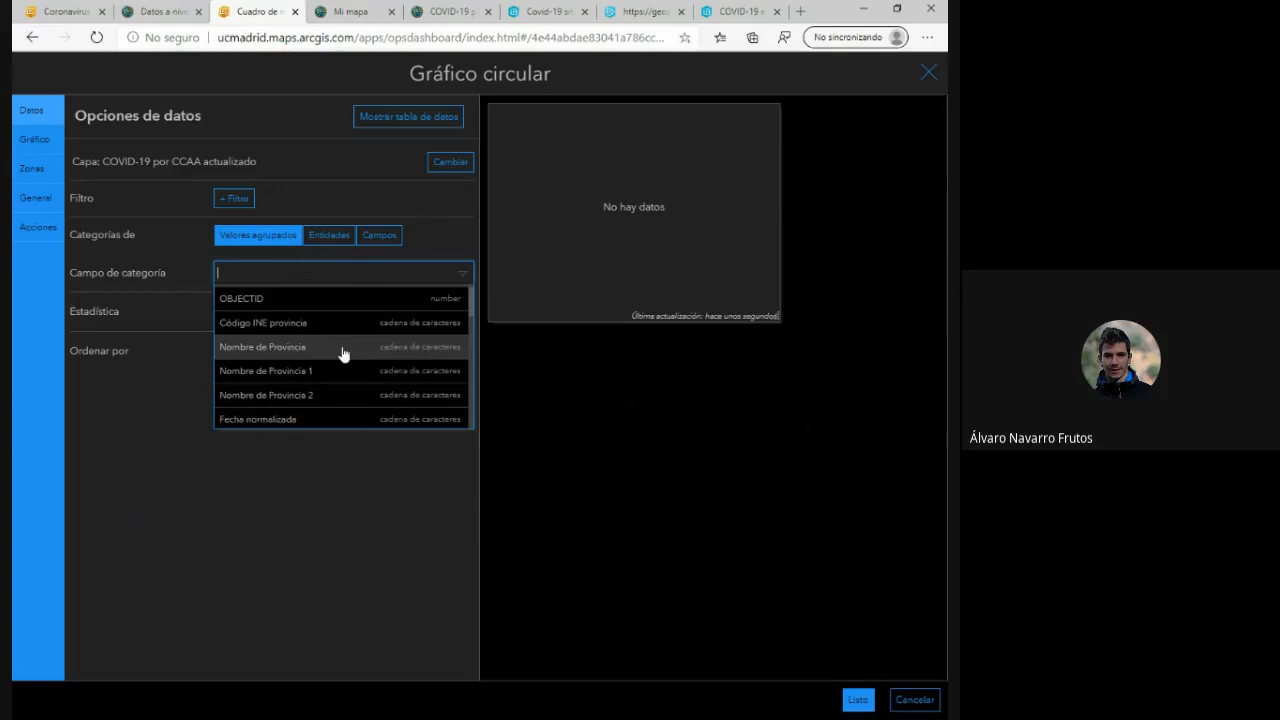 Coronavirus
Datos a nive
Cuadro de n
Mi mapa
COVID-19 p
Covid-19 si
https://geo
COVID-19 e
No seguro
ucmadrid.maps.arcgis.com/apps/opsdashboard/index.html#/4e44abdae83041a786cc...
No sincronizando
Gráfico circular
Datos
Gráfico
Zonas
General
Acciones
Opciones de datos
Mostrar tabla de datos
Capa: COVID-19 por CCAA actualizado
Cambiar
Filtro
+ Filtro
Categorías de
Valores agrupados
Entidades
Campos
Campo de categoría
OBJECTID number
Código INE provincia cadena de caracteres
Nombre de Provincia cadena de caracteres
Nombre de Provincia 1 cadena de caracteres
Nombre de Provincia 2 cadena de caracteres
Fecha normalizada cadena de caracteres
Estadística
Ordenar por
No hay datos
Última actualización: hace unos segundos
Listo
Cancelar
Álvaro Navarro Frutos